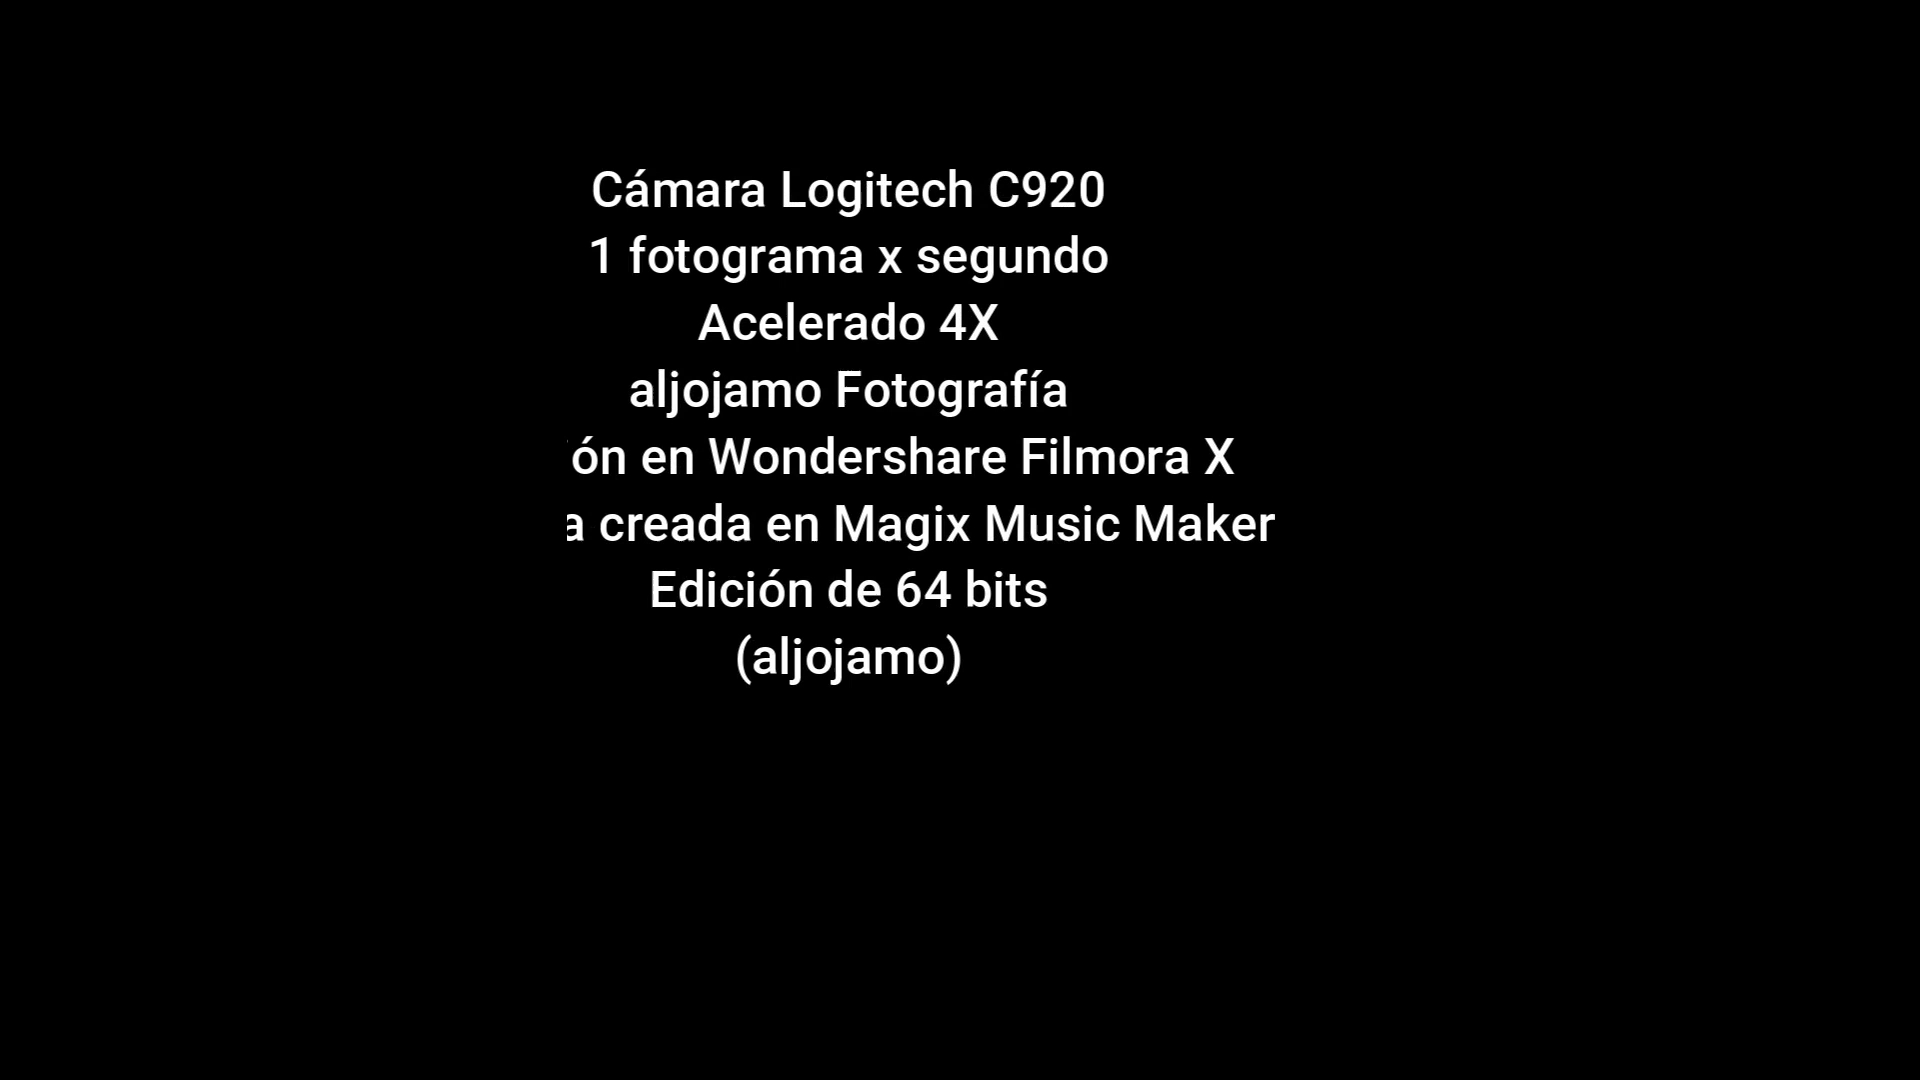 Cámara Logitech C920
1 fotograma x segundo
Acelerado 4X
aljojamo Fotografía
ón en Wondershare Filmora X
a creada en Magix Music Maker
Edición de 64 bits
(aljojamo)